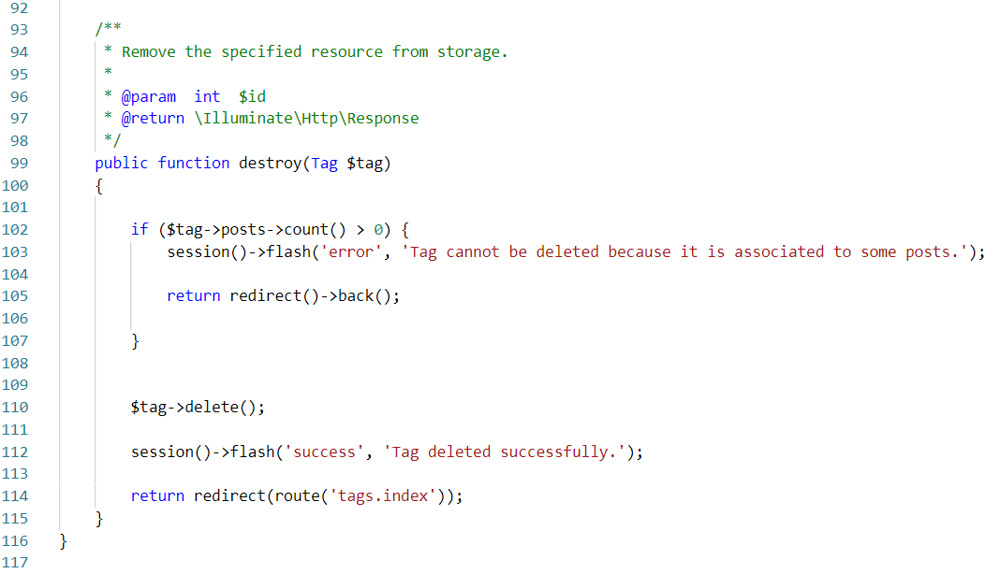 92
93 /**
94 * Remove the specified resource from storage.
95 *
96 * @param  int  $id
97 * @return \Illuminate\Http\Response
98 */
99 public function destroy(Tag $tag)
100 {
101
102 if ($tag->posts->count() > 0) {
103 session()->flash('error', 'Tag cannot be deleted because it is associated to some posts.');
104
105 return redirect()->back();
106
107 }
108
109
110 $tag->delete();
111
112 session()->flash('success', 'Tag deleted successfully.');
113
114 return redirect(route('tags.index'));
115 }
116 }
117